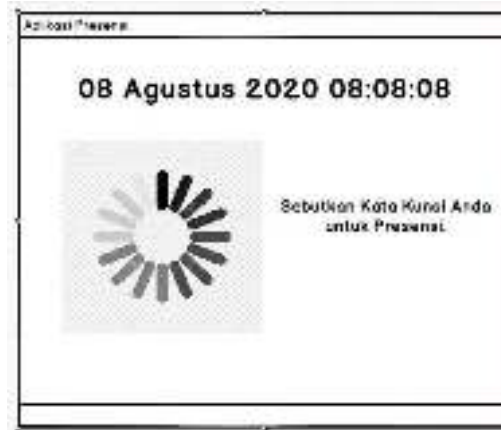 Aplikasi Presensi
08 Agustus 2020 08:08:08
Sebutkan Kata Kunci Anda
untuk Presensi.